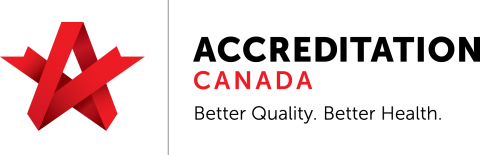 ACCREDITATION
CANADA
Better Quality. Better Health.